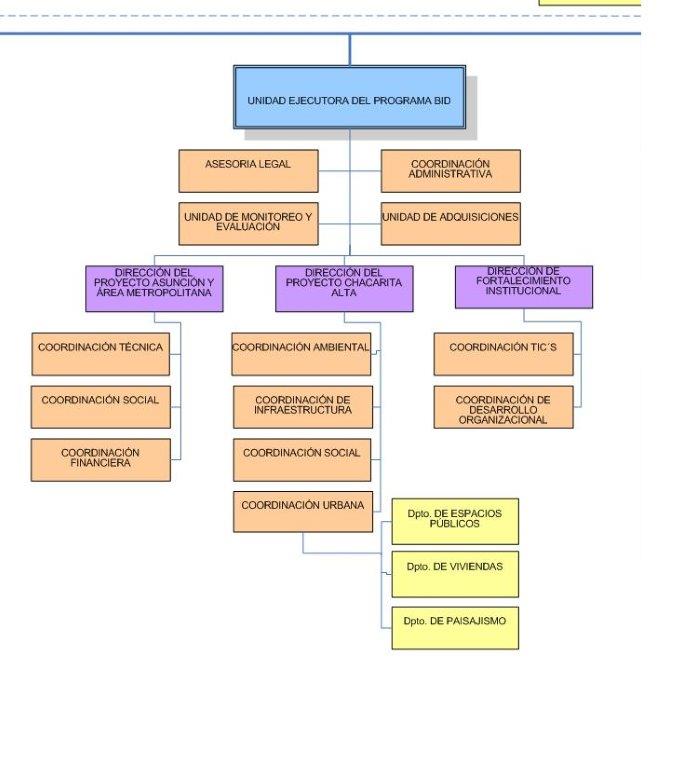 UNIDAD EJECUTORA DEL PROGRAMA BID
ASESORIA LEGAL
COORDINACIÓN
ADMINISTRATIVA
UNIDAD DE MONITOREO Y
EVALUACIÓN
UNIDAD DE ADQUISICIONES
DIRECCIÓN DEL
PROYECTO ASUNCIÓN Y
ÁREA METROPOLITANA
DIRECCIÓN DEL
PROYECTO CHACARITA
ALTA
DIRECCIÓN DE
FORTALECIMIENTO
INSTITUCIONAL
COORDINACIÓN TÉCNICA
COORDINACIÓN SOCIAL
COORDINACIÓN
FINANCIERA
COORDINACIÓN AMBIENTAL
COORDINACIÓN DE
INFRAESTRUCTURA
COORDINACIÓN SOCIAL
COORDINACIÓN URBANA
Dpto. DE ESPACIOS
PÚBLICOS
Dpto. DE VIVIENDAS
Dpto. DE PAISAJISMO
COORDINACIÓN TIC´S
COORDINACIÓN DE
DESARROLLO
ORGANIZACIONAL